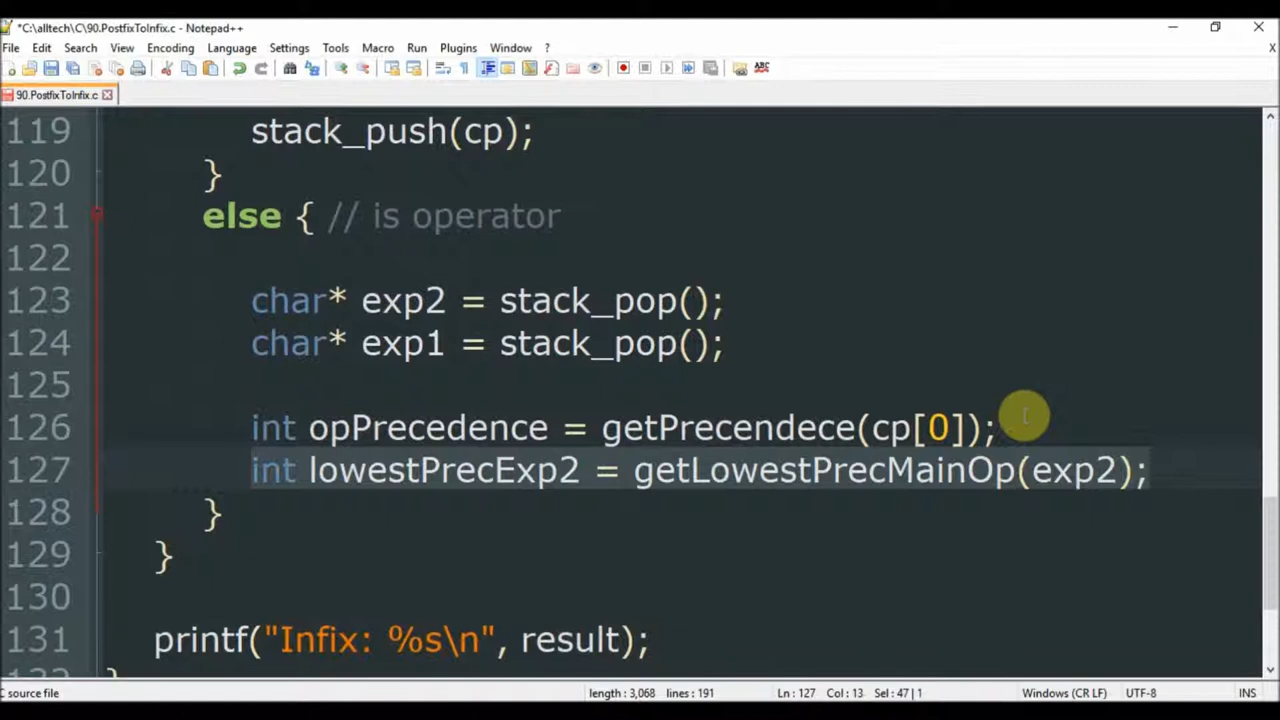 *C:\alltech\C\90.PostfixToInfix.c - Notepad++
File Edit Search View Encoding Language Settings Tools Macro Run Plugins Window ? X
90.PostfixToInfix.c
119 stack_push(cp);
120 }
121 else { // is operator
122
123 char* exp2 = stack_pop();
124 char* exp1 = stack_pop();
125
126 int opPrecedence = getPrecendece(cp[0]);
127 int lowestPrecExp2 = getLowestPrecMainOp(exp2);
128 }
129 }
130
131 printf("Infix: %s\n", result);
C source file length : 3,068 lines : 191 Ln : 127 Col : 13 Sel : 47 | 1 Windows (CR LF) UTF-8 INS